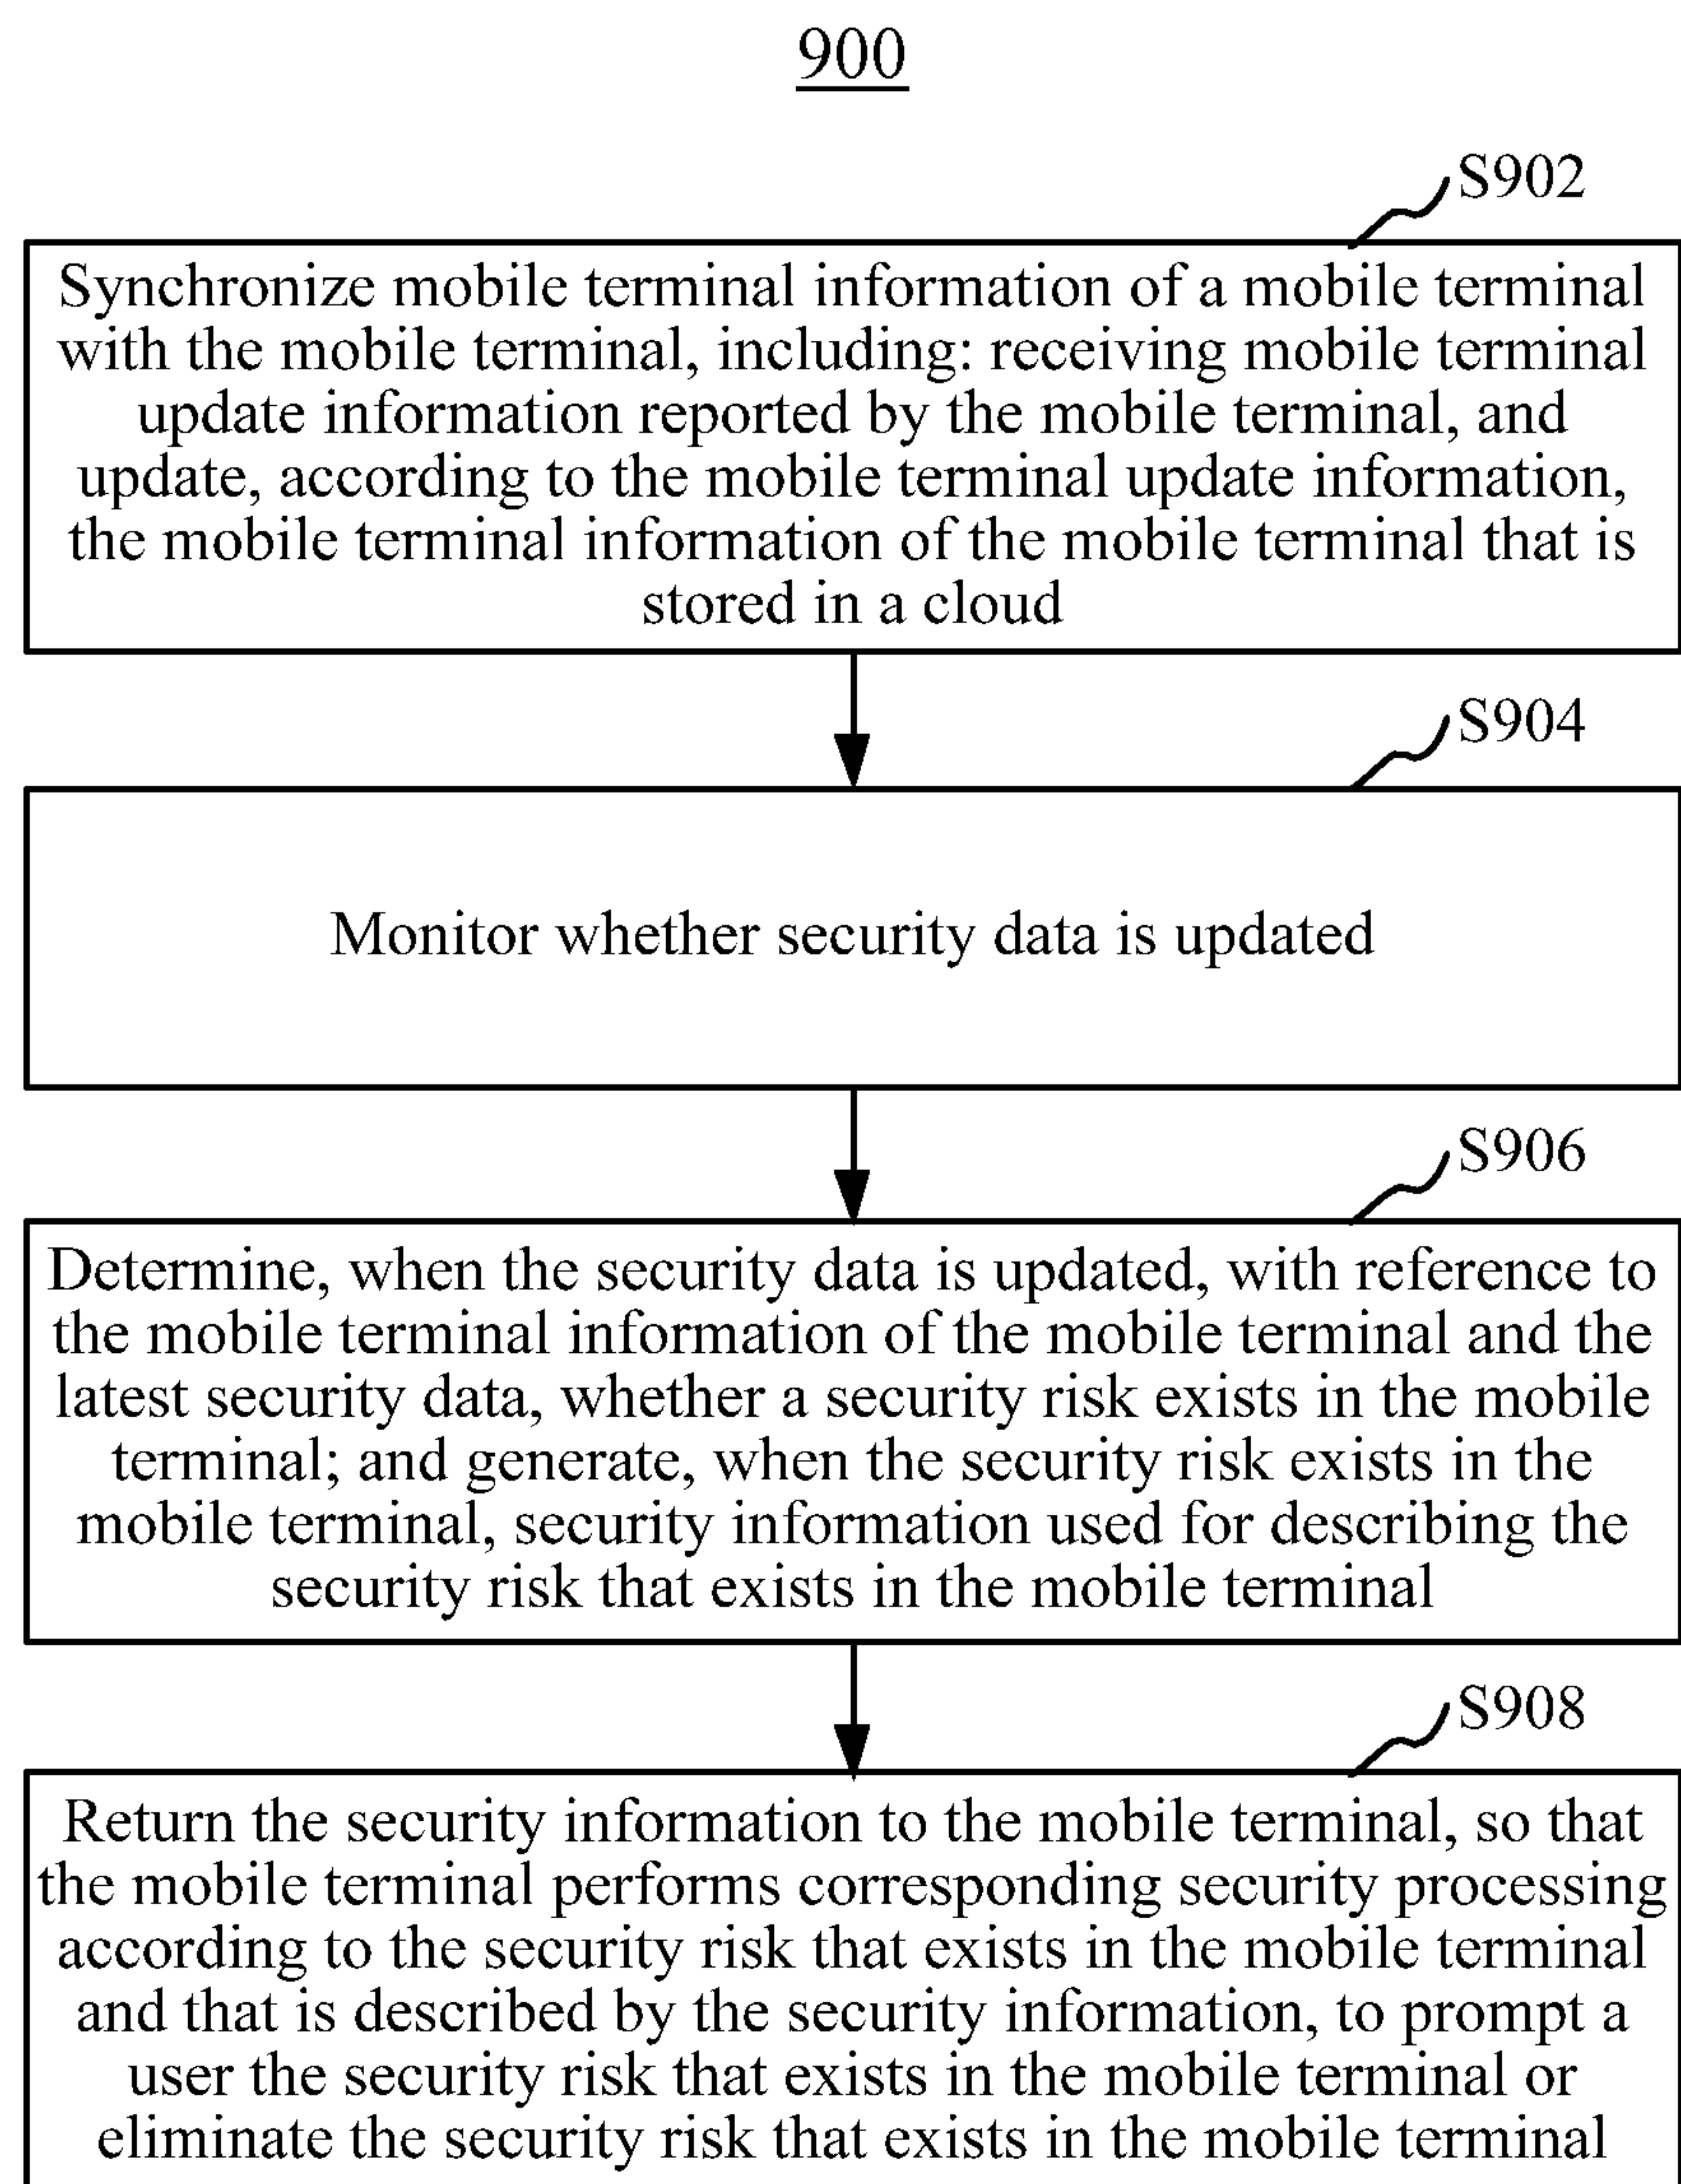 900
S902
Synchronize mobile terminal information of a mobile terminal
with the mobile terminal, including: receiving mobile terminal
update information reported by the mobile terminal, and
update, according to the mobile terminal update information,
the mobile terminal information of the mobile terminal that is
stored in a cloud
S904
Monitor whether security data is updated
S906
Determine, when the security data is updated, with reference to
the mobile terminal information of the mobile terminal and the
latest security data, whether a security risk exists in the mobile
terminal; and generate, when the security risk exists in the
mobile terminal, security information used for describing the
security risk that exists in the mobile terminal
S908
Return the security information to the mobile terminal, so that
the mobile terminal performs corresponding security processing
according to the security risk that exists in the mobile terminal
and that is described by the security information, to prompt a
user the security risk that exists in the mobile terminal or
eliminate the security risk that exists in the mobile terminal